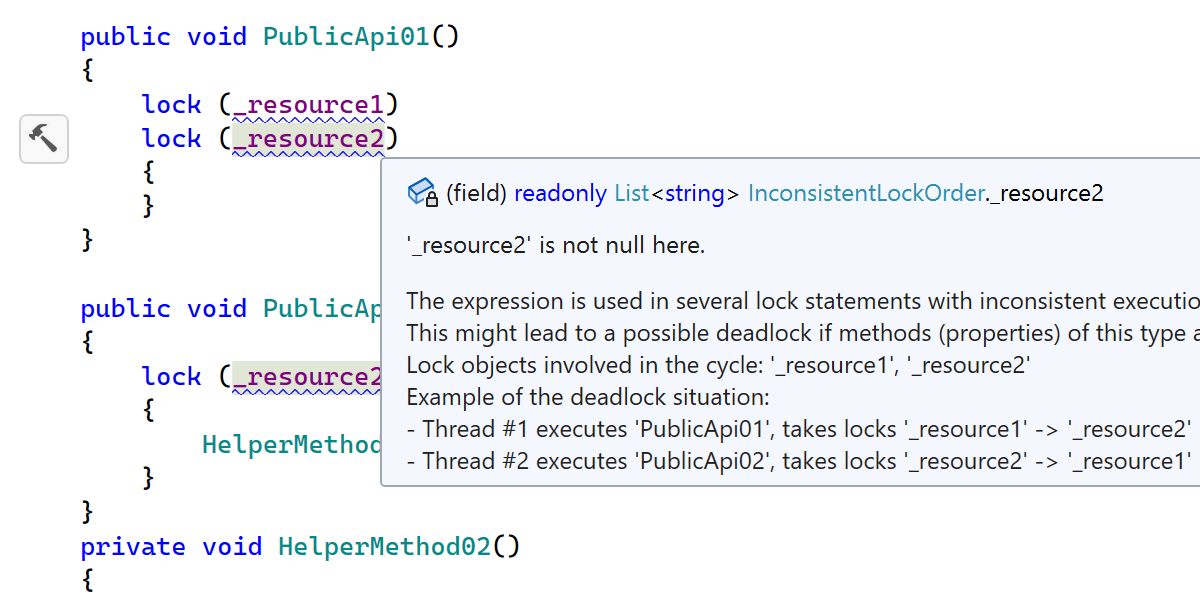 public void PublicApi01()
{
lock (_resource1)
lock (_resource2)
{
}
}
(field) readonly List<string> InconsistentLockOrder._resource2
'_resource2' is not null here.
The expression is used in several lock statements with inconsistent
This might lead to a possible deadlock if methods (properties) of this type
Lock objects involved in the cycle: '_resource1', '_resource2'
Example of the deadlock situation:
- Thread #1 executes 'PublicApi01', takes locks '_resource1' -> '_resource2'
- Thread #2 executes 'PublicApi02', takes locks '_resource2' -> '_resource1'
public void
{
lock (_resource2
{
}
}
private void HelperMethod02()
{